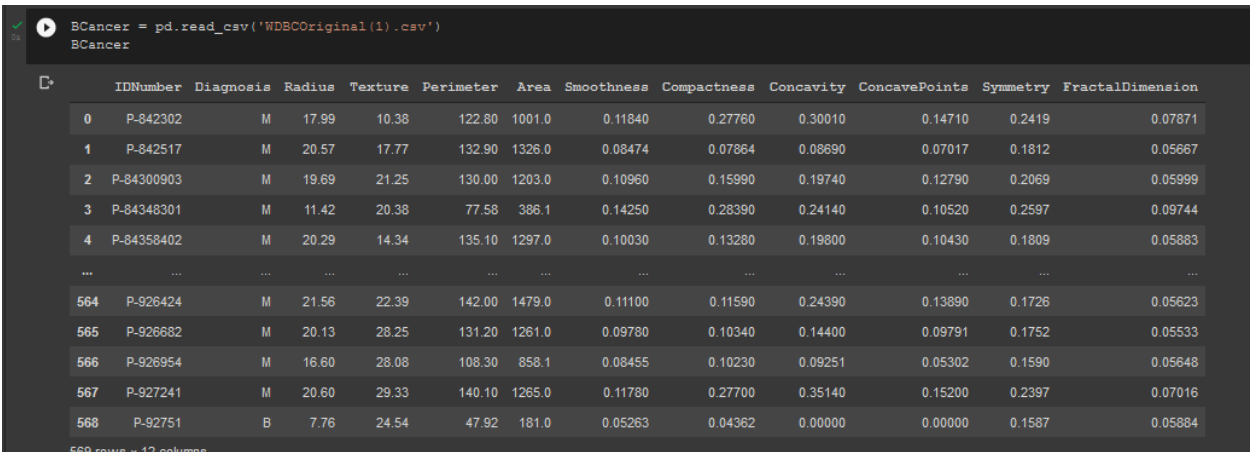 BCancer = pd.read_csv('WDBCOriginal(1).csv')
BCancer
0s
IDNumber Diagnosis Radius Texture Perimeter Area Smoothness Compactness Concavity ConcavePoints Symmetry FractalDimension
0 P-842302 M 17.99 10.38 122.80 1001.0 0.11840 0.27760 0.30010 0.14710 0.2419 0.07871
1 P-842517 M 20.57 17.77 132.90 1326.0 0.08474 0.07864 0.08690 0.07017 0.1812 0.05667
2 P-84300903 M 19.69 21.25 130.00 1203.0 0.10960 0.15990 0.19740 0.12790 0.2069 0.05999
3 P-84348301 M 11.42 20.38 77.58 386.1 0.14250 0.28390 0.24140 0.10520 0.2597 0.09744
4 P-84358402 M 20.29 14.34 135.10 1297.0 0.10030 0.13280 0.19800 0.10430 0.1809 0.05883
... ... ... ... ... ... ... ... ... ... ... ... ...
564 P-926424 M 21.56 22.39 142.00 1479.0 0.11100 0.11590 0.24390 0.13890 0.1726 0.05623
565 P-926682 M 20.13 28.25 131.20 1261.0 0.09780 0.10340 0.14400 0.09791 0.1752 0.05533
566 P-926954 M 16.60 28.08 108.30 858.1 0.08455 0.10230 0.09251 0.05302 0.1590 0.05648
567 P-927241 M 20.60 29.33 140.10 1265.0 0.11780 0.27700 0.35140 0.15200 0.2397 0.07016
568 P-92751 B 7.76 24.54 47.92 181.0 0.05263 0.04362 0.00000 0.00000 0.1587 0.05884
569 rows × 12 columns